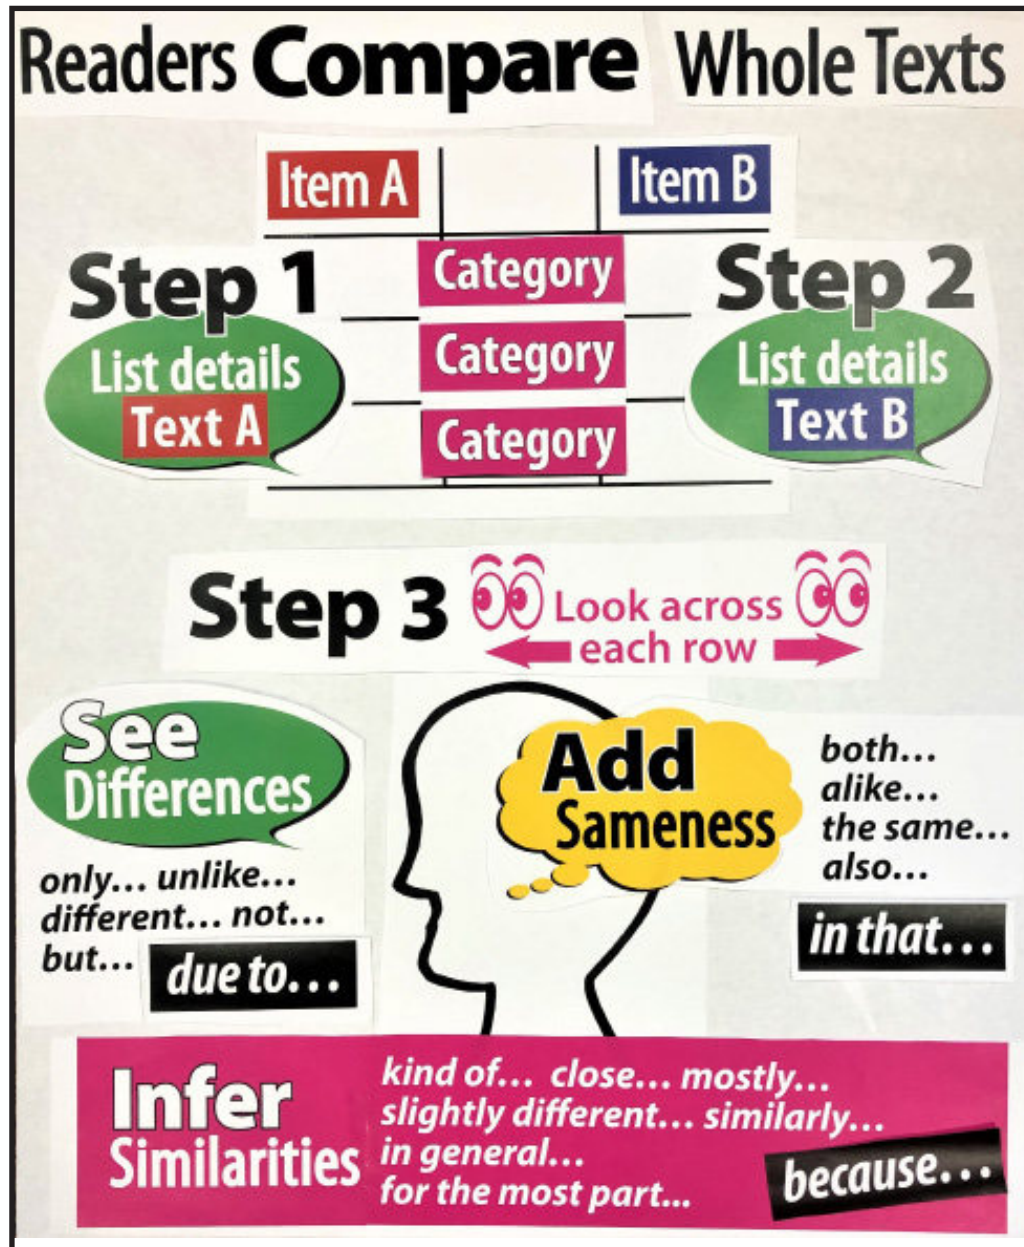 Readers Compare Whole Texts
Item A
Item B
Step 1
List details
Text A
Category
Category
Category
Step 2
List details
Text B
Step 3
Look across
each row
See
Differences
only... unlike...
different... not...
but...
due to...
Add
Sameness
both...
alike...
the same...
also...
in that...
Infer
Similarities
kind of... close... mostly...
slightly different... similarly...
in general...
for the most part...
because...